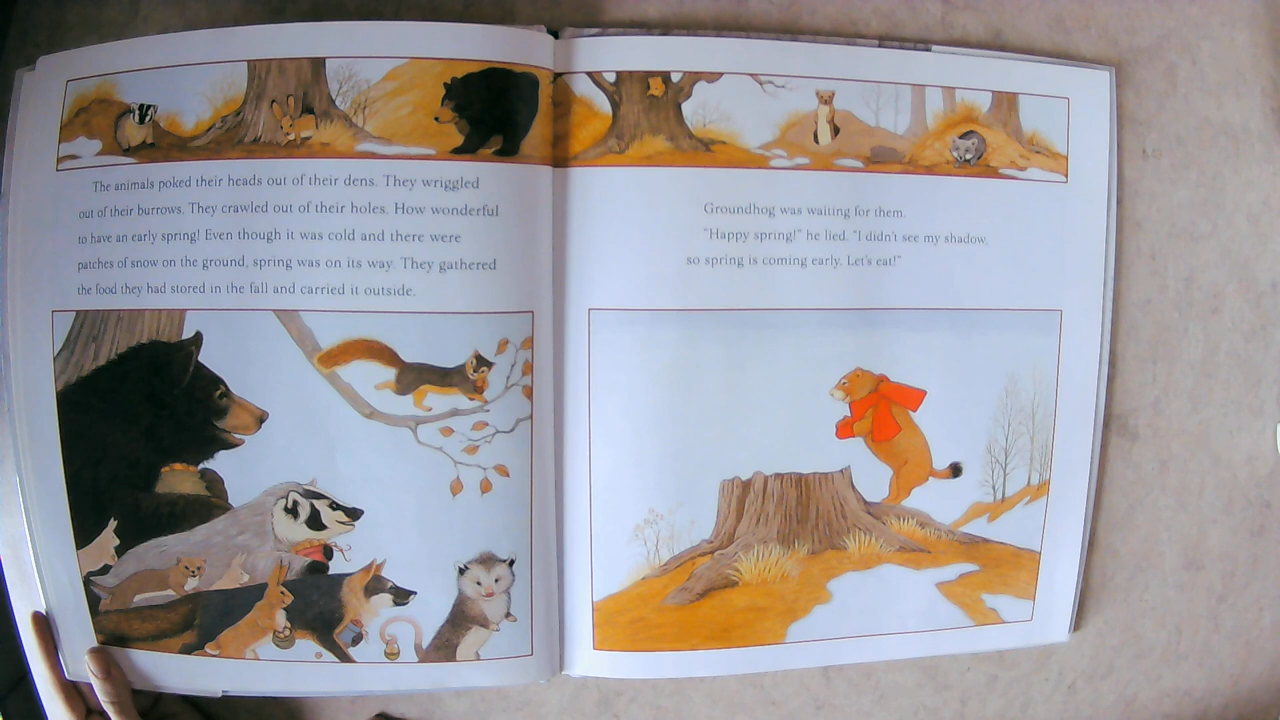 The animals poked their heads out of their dens. They wriggled
out of their burrows. They crawled out of their holes. How wonderful
to have an early spring! Even though it was cold and there were
patches of snow on the ground, spring was on its way. They gathered
the food they had stored in the fall and carried it outside.
Groundhog was waiting for them.
"Happy spring!" he lied. "I didn't see my shadow,
so spring is coming early. Let's eat!"